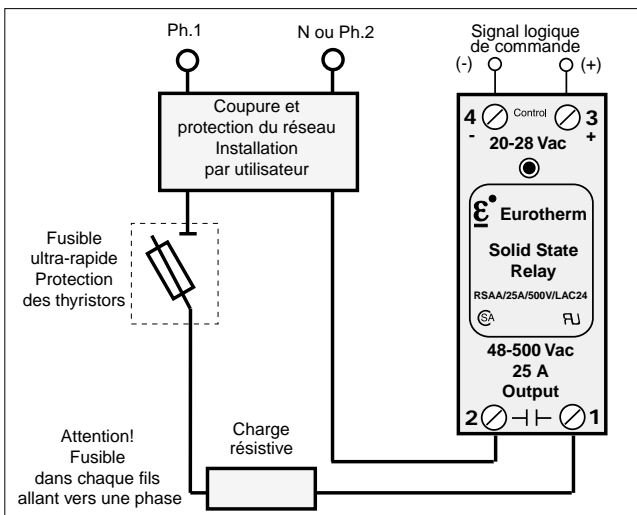 Ph.1
N ou Ph.2
Signal logique
de commande
(-)
(+)
Coupure et
protection du réseau
Installation
par utilisateur
4
Control
3
-
+
20-28 Vac
Eurotherm
Solid State
Relay
RSAA/25A/500V/LAC24
SA
48-500 Vac
25 A
Output
2
1
Fusible
ultra-rapide
Protection
des thyristors
Charge
résistive
Attention!
Fusible
dans chaque fils
allant vers une phase